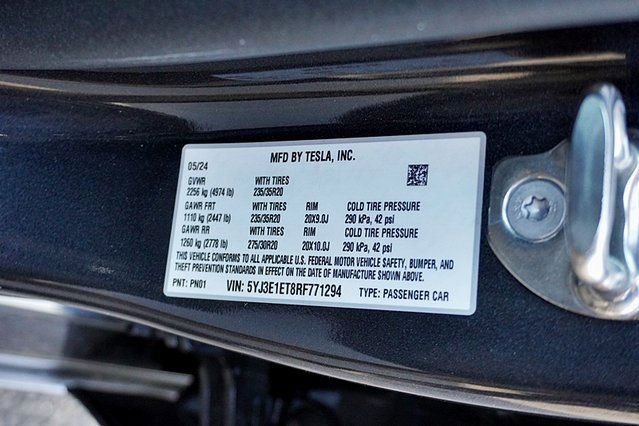 MFD BY TESLA, INC.
05/24
GVWR WITH TIRES
2256 kg (4974 lb) 235/35R20
GAWR FRT WITH TIRES RIM COLD TIRE PRESSURE
1110 kg (2447 lb) 235/35R20 20X9.0J 290 kPa, 42 psi
GAWR RR WITH TIRES RIM COLD TIRE PRESSURE
1260 kg (2778 lb) 275/30R20 20X10.0J 290 kPa, 42 psi
THIS VEHICLE CONFORMS TO ALL APPLICABLE U.S. FEDERAL MOTOR VEHICLE SAFETY, BUMPER, AND
THEFT PREVENTION STANDARDS IN EFFECT ON THE DATE OF MANUFACTURE SHOWN ABOVE.
PNT: PN01 VIN: 5YJ3E1ET8RF771294 TYPE: PASSENGER CAR